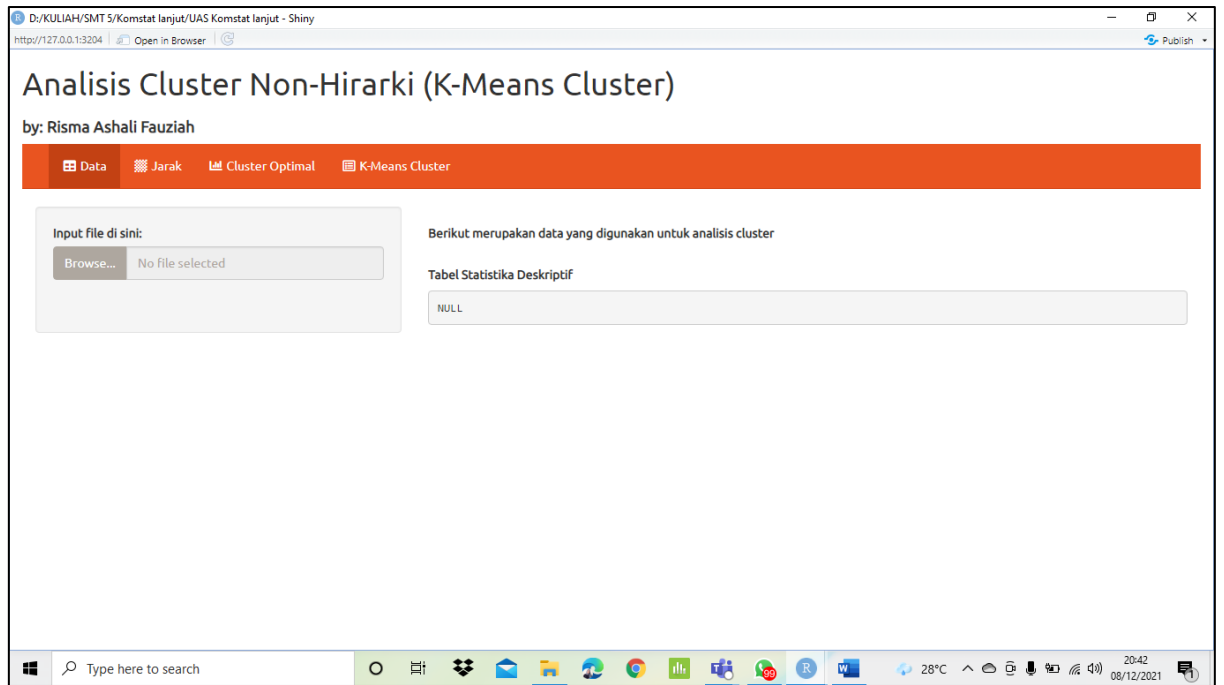 D:/KULIAH/SMT 5/Komstat lanjut/UAS Komstat lanjut - Shiny
http://127.0.0.1:3204 Open in Browser Publish
Analisis Cluster Non-Hirarki (K-Means Cluster)
by: Risma Ashali Fauziah
Data Jarak Cluster Optimal K-Means Cluster
Input file di sini:
Browse... No file selected
Berikut merupakan data yang digunakan untuk analisis cluster
Tabel Statistika Deskriptif
NULL
Type here to search
99
R
W
28°C
20:42
08/12/2021
1